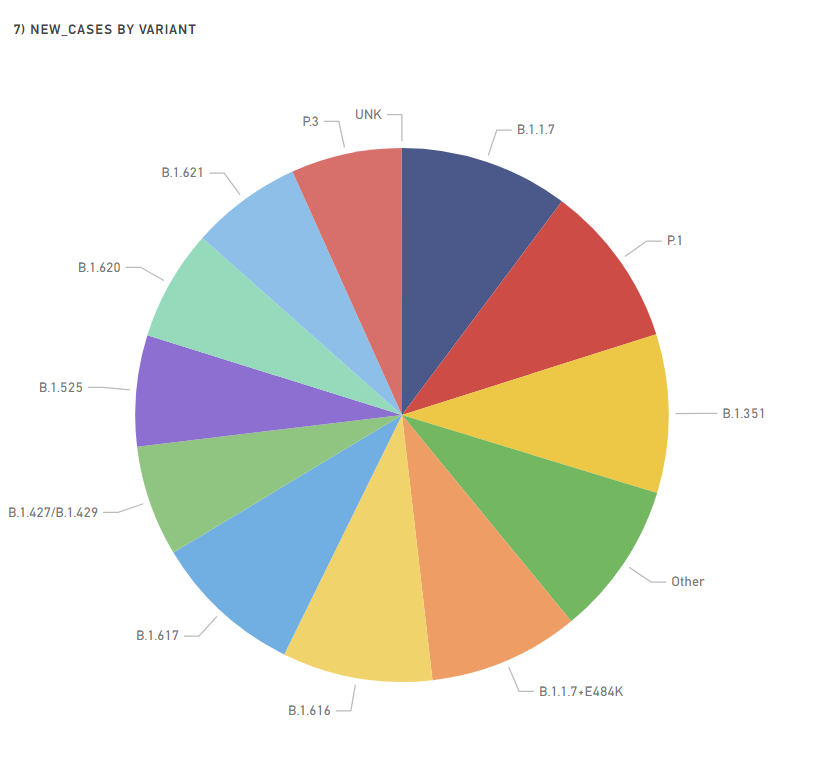 7) NEW_CASES BY VARIANT
UNK
P.3
B.1.1.7
B.1.621
P.1
B.1.620
B.1.525
B.1.351
B.1.427/B.1.429
Other
B.1.617
B.1.1.7+E484K
B.1.616